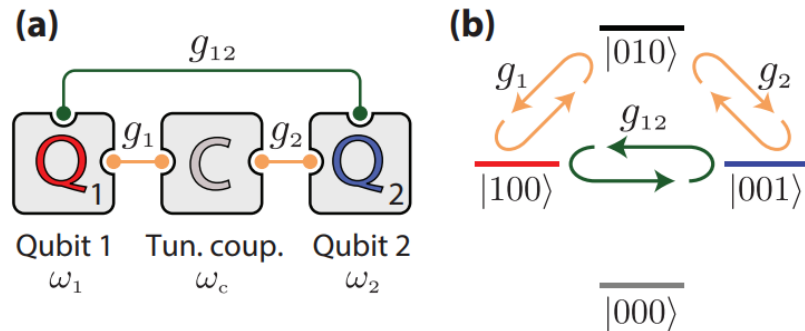 (a)
g₁₂
Q₁ g₁ C g₂ Q₂
Qubit 1 Tun. coup. Qubit 2
ω₁ ω_c ω₂
(b)
|010⟩
g₁ g₂
g₁₂
|100⟩ |001⟩
|000⟩